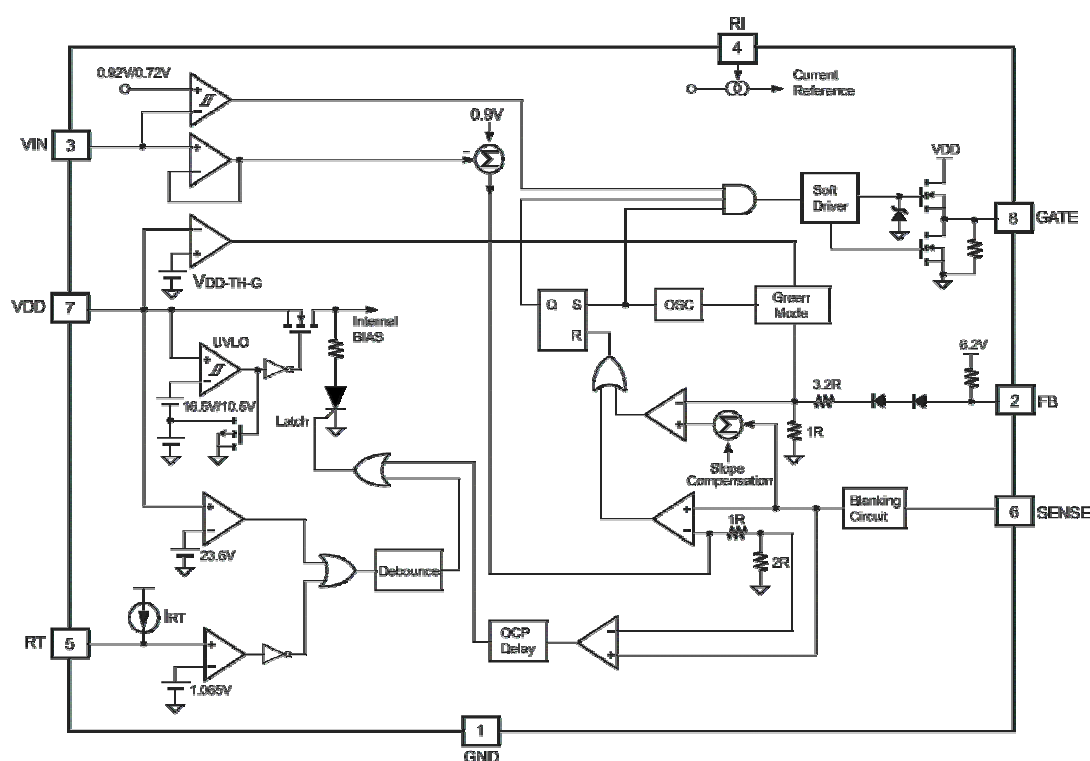 RI
4
0.92V/0.72V
Current
Reference
0.9V
VIN
3
Σ
VDD
Soft
Driver
8
GATE
VDD-TH-G
VDD
7
Internal
BIAS
Q
S
R
OSC
Green
Mode
UVLO
6.2V
16.5V/10.5V
3.2R
2
FB
Latch
Σ
1R
Slope
Compensation
Blanking
Circuit
6
SENSE
1R
23.6V
2R
Debounce
IRT
RT
5
OCP
Delay
1.065V
1
GND